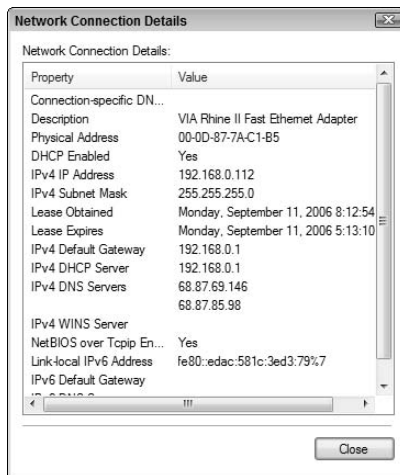 Network Connection Details
Network Connection Details:
Property Value
Connection-specific DN...
Description VIA Rhine II Fast Ethernet Adapter
Physical Address 00-0D-87-7A-C1-B5
DHCP Enabled Yes
IPv4 IP Address 192.168.0.112
IPv4 Subnet Mask 255.255.255.0
Lease Obtained Monday, September 11, 2006 8:12:54
Lease Expires Monday, September 11, 2006 5:13:10
IPv4 Default Gateway 192.168.0.1
IPv4 DHCP Server 192.168.0.1
IPv4 DNS Servers 68.87.69.146
68.87.85.98
IPv4 WINS Server
NetBIOS over Tcpip En... Yes
Link-local IPv6 Address fe80::edac:581c:3ed3:79%7
IPv6 Default Gateway
Close